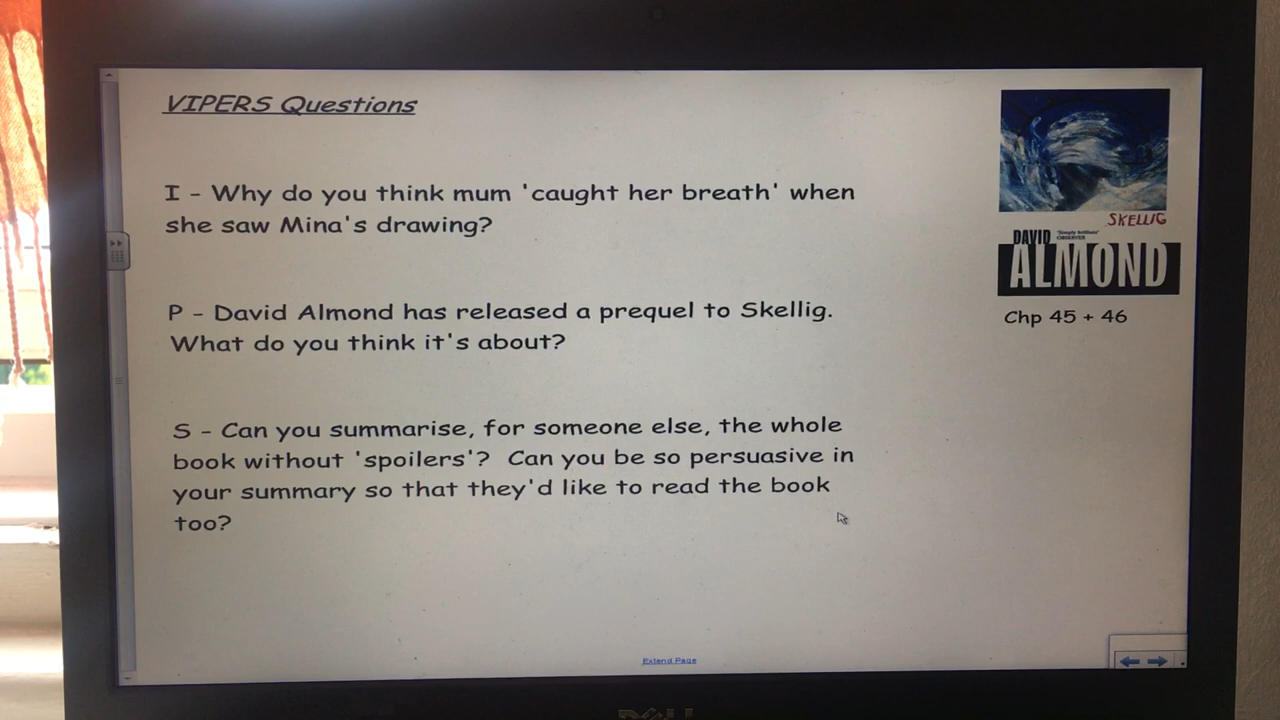 VIPERS Questions
I - Why do you think mum 'caught her breath' when
she saw Mina's drawing?
P - David Almond has released a prequel to Skellig.
What do you think it's about?
S - Can you summarise, for someone else, the whole
book without 'spoilers'? Can you be so persuasive in
your summary so that they'd like to read the book
too?
SKELLIG
DAVID
'Simply brilliant'
OBSERVER
ALMOND
Chp 45 + 46
Extend Page
DELL